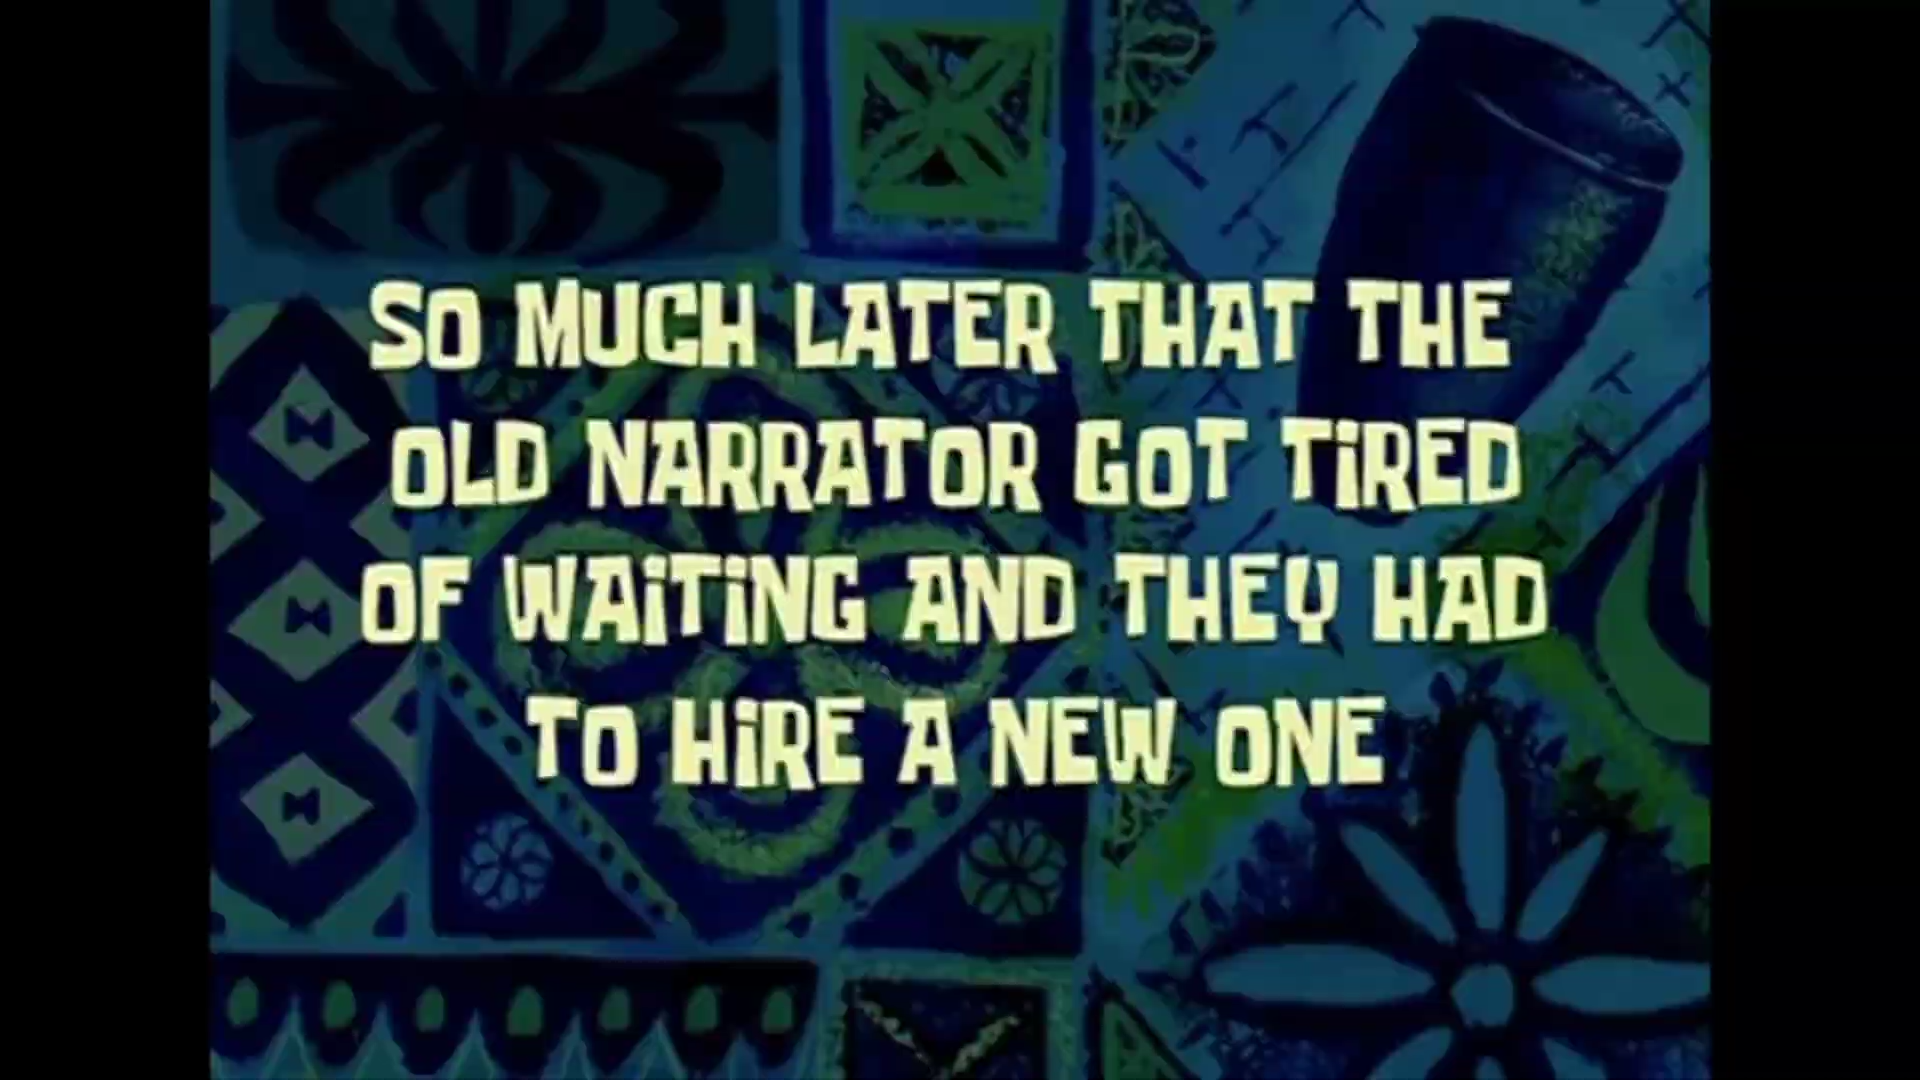 SO MUCH LATER THAT THE
OLD NARRATOR GOT TiRED
OF WAiTiNG AND THEY HAD
TO HiRE A NEW ONE